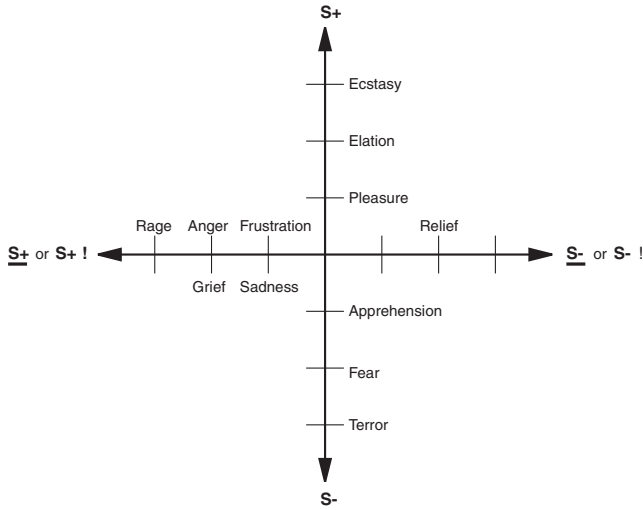 S+
Ecstasy
Elation
Pleasure
Rage Anger Frustration Relief
S+ or S+ ! S- or S- !
Grief Sadness
Apprehension
Fear
Terror
S-